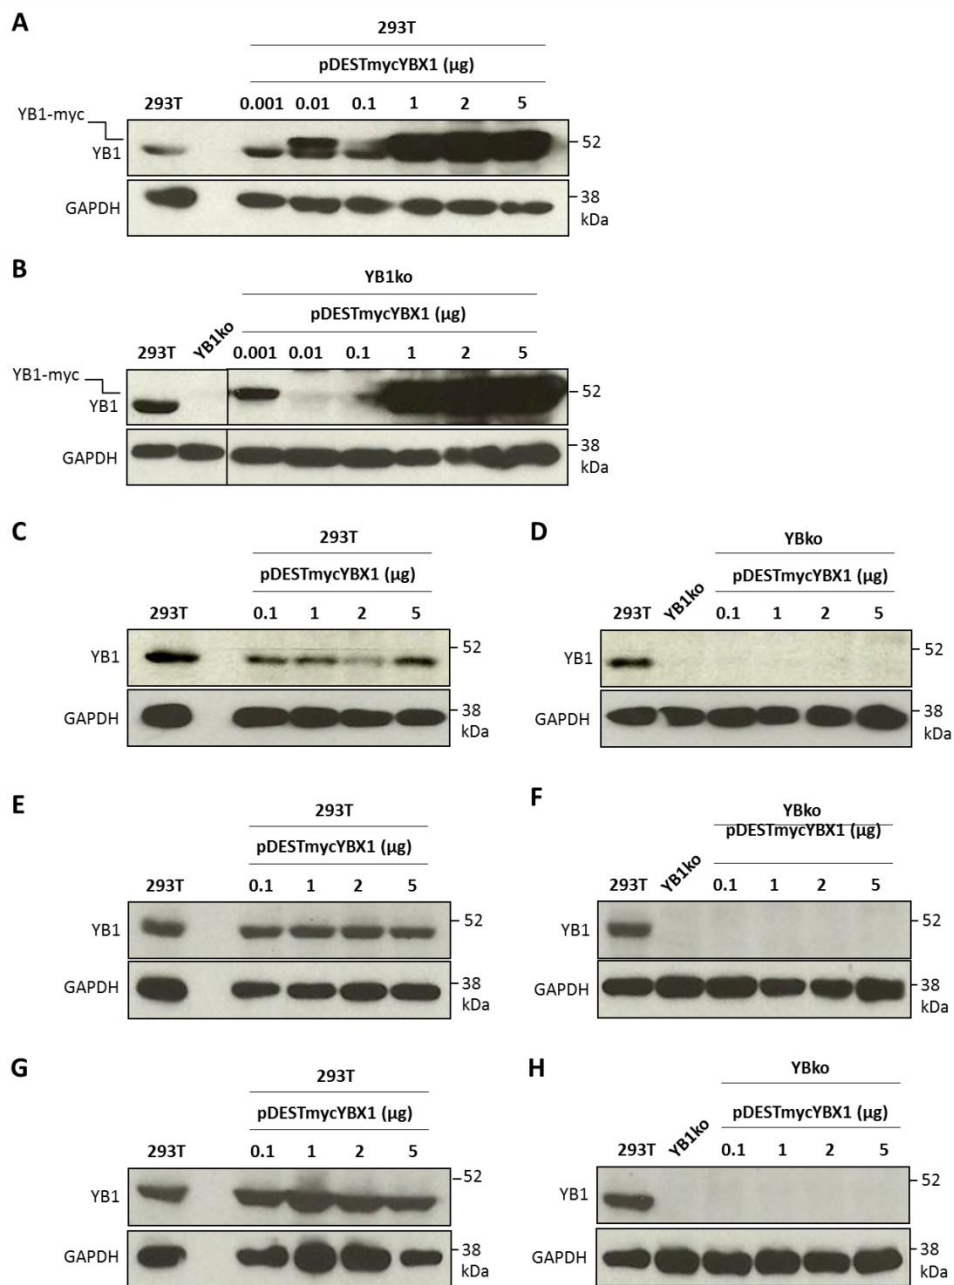 A
293T
pDESTmycYBX1 (µg)
293T 0.001 0.01 0.1 1 2 5
YB1-myc
52
YB1
38
GAPDH
kDa
B
YB1ko
pDESTmycYBX1 (µg)
293T YB1ko 0.001 0.01 0.1 1 2 5
YB1-myc
52
YB1
38
GAPDH
kDa
C
293T
pDESTmycYBX1 (µg)
293T 0.1 1 2 5
52
YB1
38
GAPDH
kDa
D
YBko
pDESTmycYBX1 (µg)
293T YB1ko 0.1 1 2 5
52
YB1
38
GAPDH
kDa
E
293T
pDESTmycYBX1 (µg)
293T 0.1 1 2 5
52
YB1
38
GAPDH
kDa
F
YBko
pDESTmycYBX1 (µg)
293T YB1ko 0.1 1 2 5
52
YB1
38
GAPDH
kDa
G
293T
pDESTmycYBX1 (µg)
293T 0.1 1 2 5
52
YB1
38
GAPDH
kDa
H
YBko
pDESTmycYBX1 (µg)
293T YB1ko 0.1 1 2 5
52
YB1
38
GAPDH
kDa